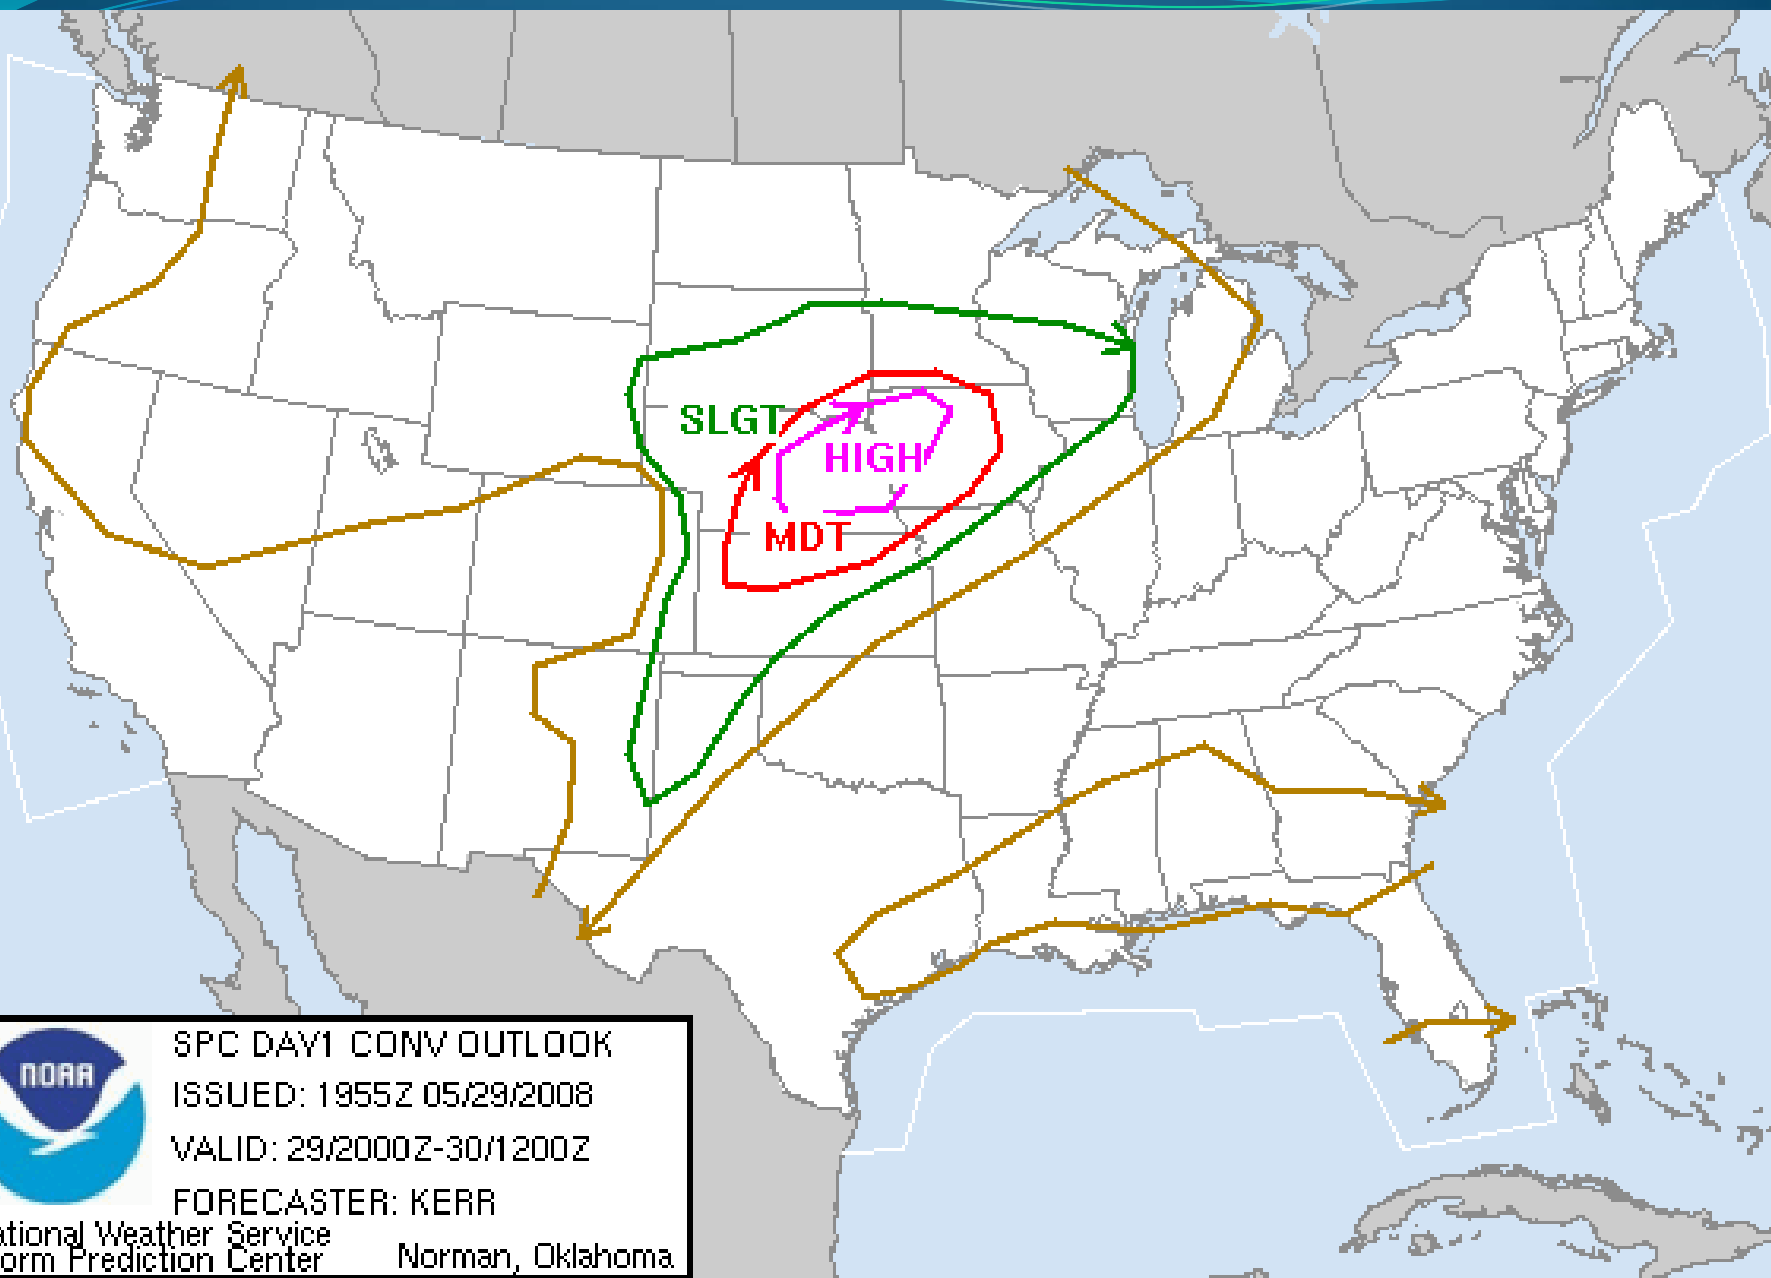 SLGT
HIGH
MDT
NOAA
SPC DAY1 CONV OUTLOOK
ISSUED: 1955Z 05/29/2008
VALID: 29/2000Z-30/1200Z
FORECASTER: KERR
ational Weather Service
orm Prediction Center
Norman, Oklahoma